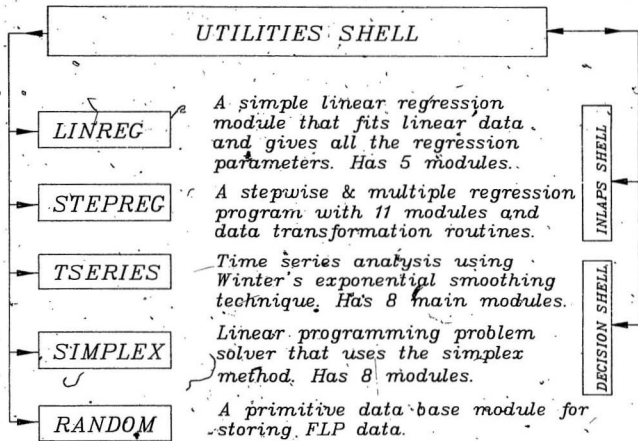 UTILITIES SHELL
LINREG
A simple linear regression
module that fits linear data
and gives all the regression
parameters. Has 5 modules.
STEPREG
A stepwise & multiple regression
program with 11 modules and
data transformation routines.
TSERIES
Time series analysis using
Winter's exponential smoothing
technique. Has 8 main modules.
SIMPLEX
Linear programming problem
solver that uses the simplex
method. Has 8 modules.
RANDOM
A primitive data base module for
storing FLP data.
INLAPS SHELL
DECISION SHELL